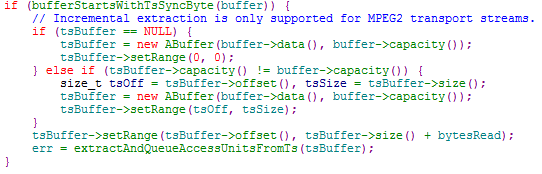 if (bufferStartsWithTsSyncByte(buffer)) {
    // Incremental extraction is only supported for MPEG2 transport streams.
    if (tsBuffer == NULL) {
        tsBuffer = new ABuffer(buffer->data(), buffer->capacity());
        tsBuffer->setRange(0, 0);
    } else if (tsBuffer->capacity() != buffer->capacity()) {
        size_t tsOff = tsBuffer->offset(), tsSize = tsBuffer->size();
        tsBuffer = new ABuffer(buffer->data(), buffer->capacity());
        tsBuffer->setRange(tsOff, tsSize);
    }
    tsBuffer->setRange(tsBuffer->offset(), tsBuffer->size() + bytesRead);
    err = extractAndQueueAccessUnitsFromTs(tsBuffer);
}